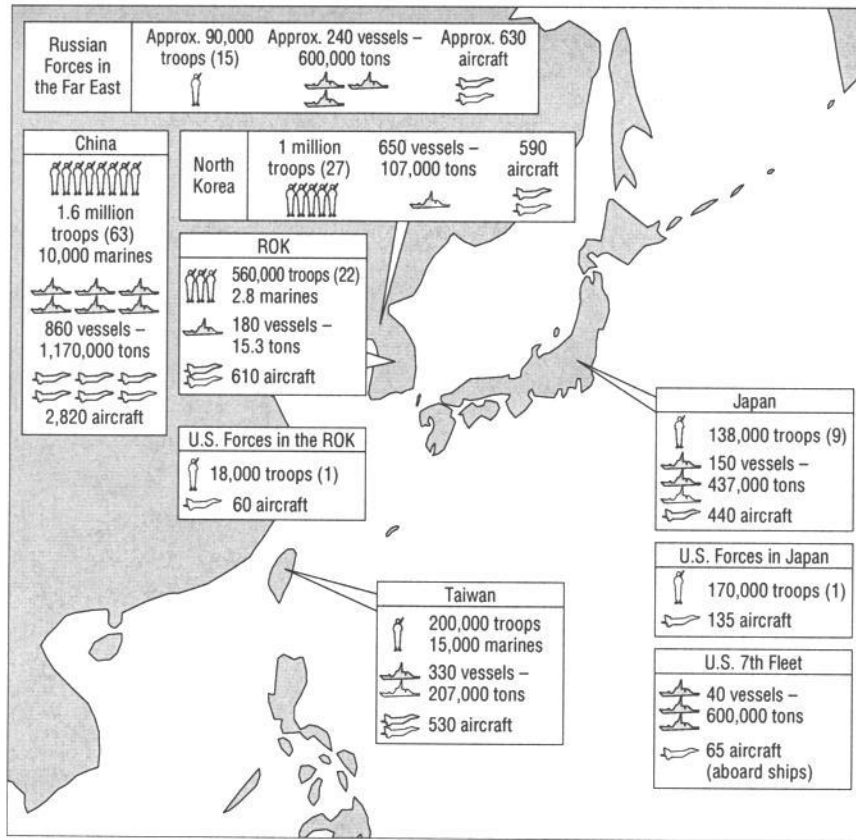 Russian
Forces in
the Far East
Approx. 90,000
troops (15)
Approx. 240 vessels –
600,000 tons
Approx. 630
aircraft
China
1.6 million
troops (63)
10,000 marines
860 vessels –
1,170,000 tons
2,820 aircraft
North
Korea
1 million
troops (27)
650 vessels –
107,000 tons
590
aircraft
ROK
560,000 troops (22)
2.8 marines
180 vessels –
15.3 tons
610 aircraft
U.S. Forces in the ROK
18,000 troops (1)
60 aircraft
Japan
138,000 troops (9)
150 vessels –
437,000 tons
440 aircraft
U.S. Forces in Japan
170,000 troops (1)
135 aircraft
Taiwan
200,000 troops
15,000 marines
330 vessels –
207,000 tons
530 aircraft
U.S. 7th Fleet
40 vessels –
600,000 tons
65 aircraft
(aboard ships)